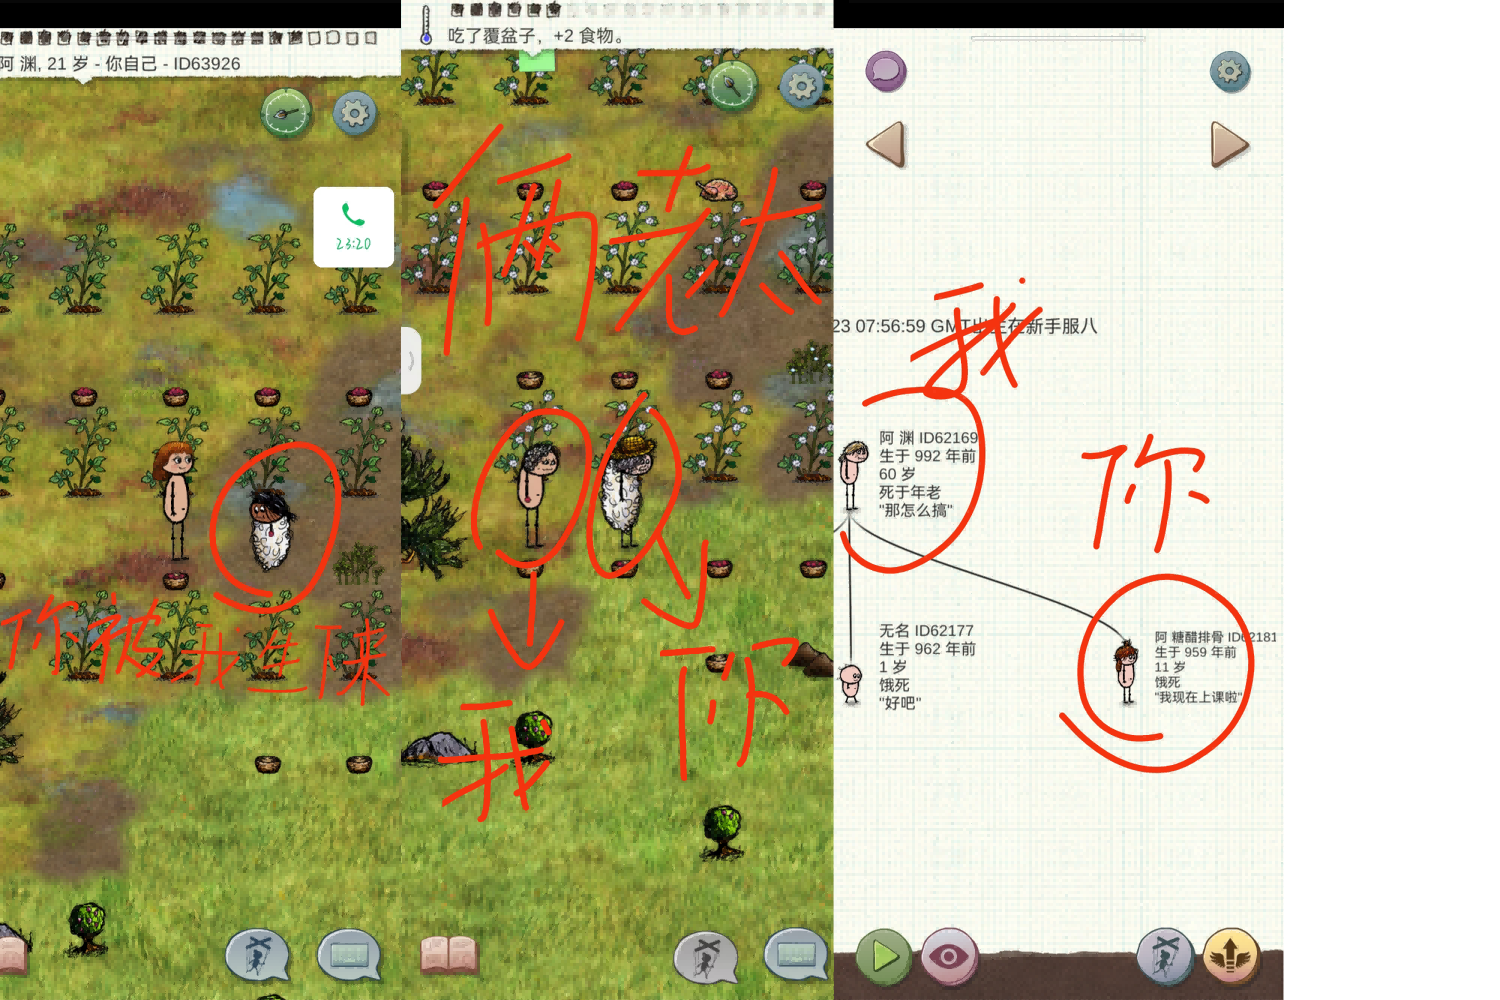 阿 渊, 21 岁 - 你自己 - ID63926
23:20
你被我生下来
吃了覆盆子，+2 食物。
俩老太
我
你
23 07:56:59 GMT出生在新手服八
我
阿 渊 ID62169
生于 992 年前
60 岁
死于年老
"那怎么搞"
你
无名 ID62177
生于 962 年前
1 岁
饿死
"好吧"
阿 糖醋排骨 ID62181
生于 959 年前
11 岁
饿死
"我现在上课啦"